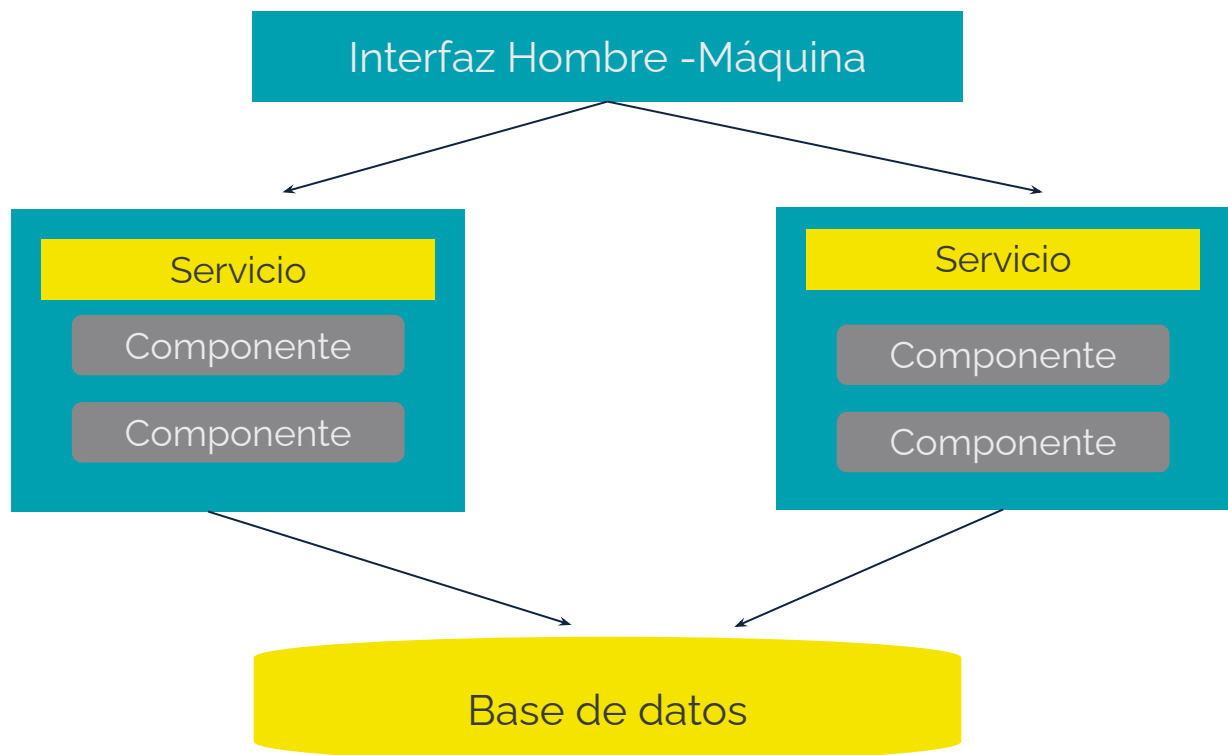 Interfaz Hombre -Máquina
Servicio
Componente
Componente
Servicio
Componente
Componente
Base de datos